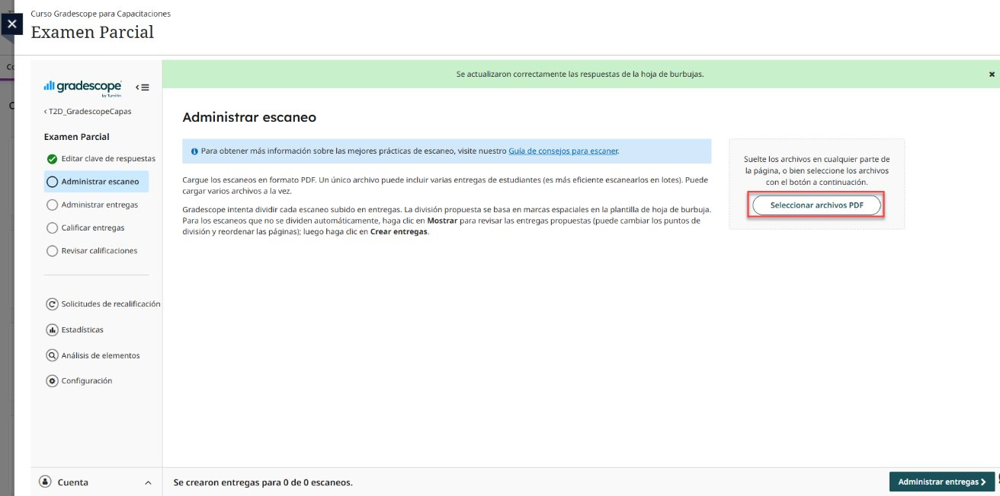 Curso Gradescope para Capacitaciones
Examen Parcial
gradescope
by Turnitin
T2D_GradescopeCapas
Examen Parcial
Editar clave de respuestas
Administrar escaneo
Administrar entregas
Calificar entregas
Revisar calificaciones
Solicitudes de recalificación
Estadísticas
Análisis de elementos
Configuración
Cuenta
Se actualizaron correctamente las respuestas de la hoja de burbujas.
Administrar escaneo
Para obtener más información sobre las mejores prácticas de escaneo, visite nuestro Guía de consejos para escaner.
Cargue los escaneos en formato PDF. Un único archivo puede incluir varias entregas de estudiantes (es más eficiente escanearlos en lotes). Puede
cargar varios archivos a la vez.
Gradescope intenta dividir cada escaneo subido en entregas. La división propuesta se basa en marcas espaciales en la plantilla de hoja de burbuja.
Para los escaneos que no se dividen automáticamente, haga clic en Mostrar para revisar las entregas propuestas (puede cambiar los puntos de
división y reordenar las páginas); luego haga clic en Crear entregas.
Suelte los archivos en cualquier parte de
la página, o bien seleccione los archivos
con el botón a continuación.
Seleccionar archivos PDF
Se crearon entregas para 0 de 0 escaneos.
Administrar entregas